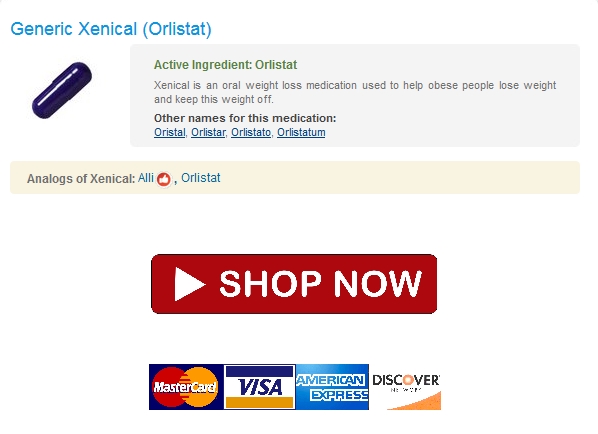 Generic Xenical (Orlistat)
Active Ingredient: Orlistat
Xenical is an oral weight loss medication used to help obese people lose weight
and keep this weight off.
Other names for this medication:
Oristal, Orlistar, Orlistato, Orlistatum
Analogs of Xenical: Alli , Orlistat
SHOP NOW
MasterCard
VISA
AMERICAN
EXPRESS
DISCOVER
NETWORK